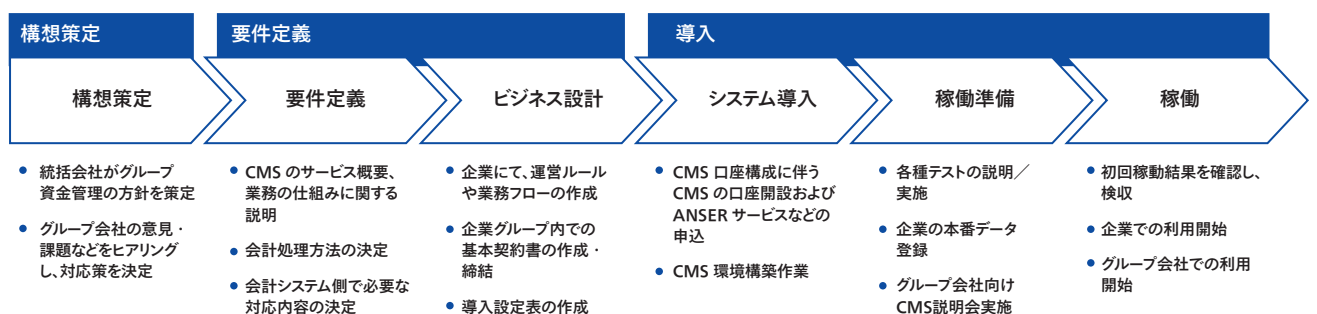 構想策定
要件定義
導入
構想策定
要件定義
ビジネス設計
システム導入
稼働準備
稼働
• 統括会社がグループ
資金管理の方針を策定
• グループ会社の意見・
課題などをヒアリング
し、対応策を決定
• CMS のサービス概要、
業務の仕組みに関する
説明
• 会計処理方法の決定
• 会計システム側で必要な
対応内容の決定
• 企業にて、運営ルール
や業務フローの作成
• 企業グループ内での
基本契約書の作成・
締結
• 導入設定表の作成
• CMS 口座構成に伴う
CMS の口座開設および
ANSER サービスなどの
申込
• CMS 環境構築作業
• 各種テストの説明／
実施
• 企業の本番データ
登録
• グループ会社向け
CMS説明会実施
• 初回稼働結果を確認し、
検収
• 企業での利用開始
• グループ会社での利用
開始